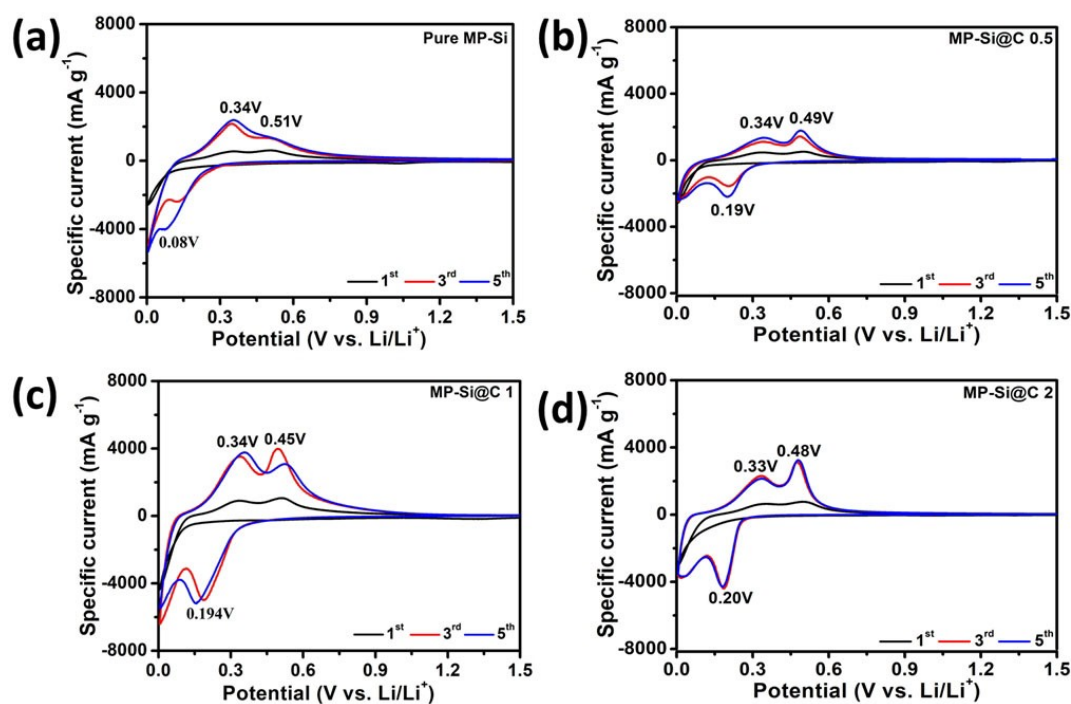 (a)
Pure MP-Si
8000
4000
0
-4000
-8000
Specific current (mA g⁻¹)
0.34V
0.51V
0.08V
1ˢᵗ 3ʳᵈ 5ᵗʰ
0.0 0.3 0.6 0.9 1.2 1.5
Potential (V vs. Li/Li⁺)
(b)
MP-Si@C 0.5
8000
4000
0
-4000
-8000
Specific current (mA g⁻¹)
0.34V
0.49V
0.19V
1ˢᵗ 3ʳᵈ 5ᵗʰ
0.0 0.3 0.6 0.9 1.2 1.5
Potential (V vs. Li/Li⁺)
(c)
MP-Si@C 1
8000
4000
0
-4000
-8000
Specific current (mA g⁻¹)
0.34V
0.45V
0.194V
1ˢᵗ 3ʳᵈ 5ᵗʰ
0.0 0.3 0.6 0.9 1.2 1.5
Potential (V vs. Li/Li⁺)
(d)
MP-Si@C 2
8000
4000
0
-4000
-8000
Specific current (mA g⁻¹)
0.33V
0.48V
0.20V
1ˢᵗ 3ʳᵈ 5ᵗʰ
0.0 0.3 0.6 0.9 1.2 1.5
Potential (V vs. Li/Li⁺)